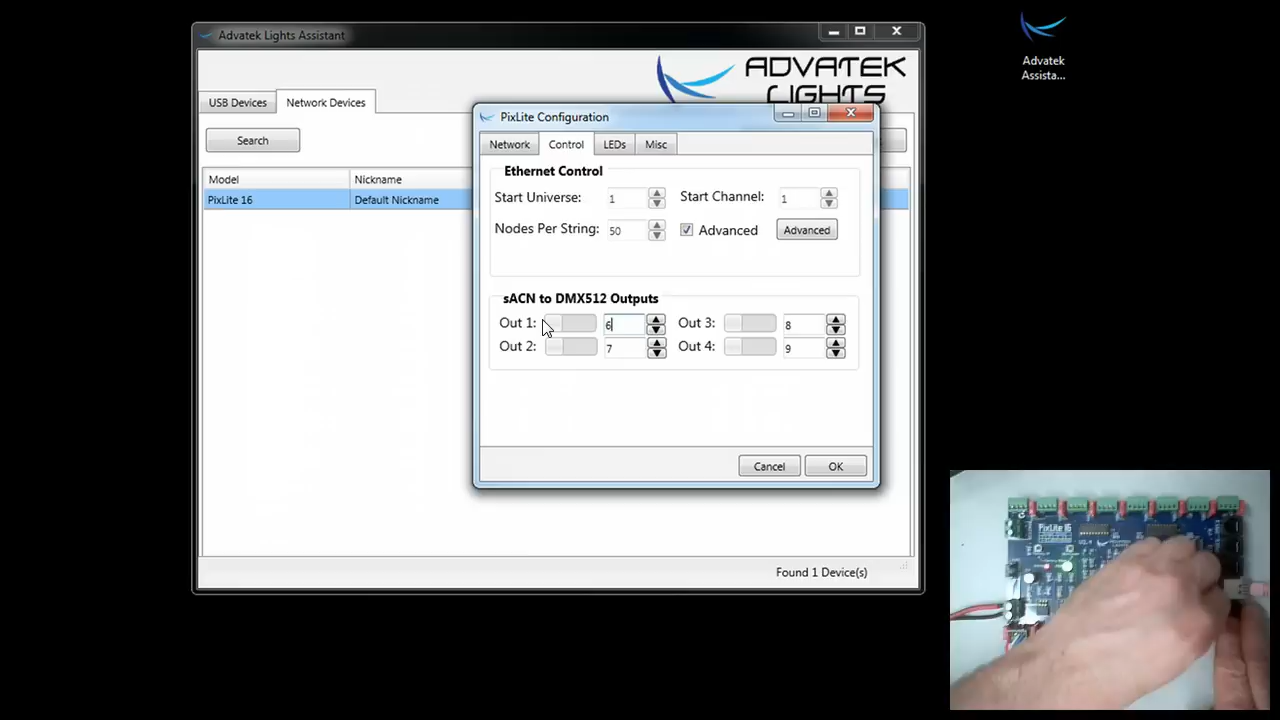 Advatek Lights Assistant
ADVATEK
LIGHTS
Advatek
Assista...
USB Devices
Network Devices
Search
Model
Nickname
PixLite 16
Default Nickname
PixLite Configuration
Network
Control
LEDs
Misc
Ethernet Control
Start Universe: 1
Start Channel: 1
Nodes Per String: 50
Advanced
Advanced
sACN to DMX512 Outputs
Out 1: 6
Out 3: 8
Out 2: 7
Out 4: 9
Cancel
OK
Found 1 Device(s)
PixLite 16